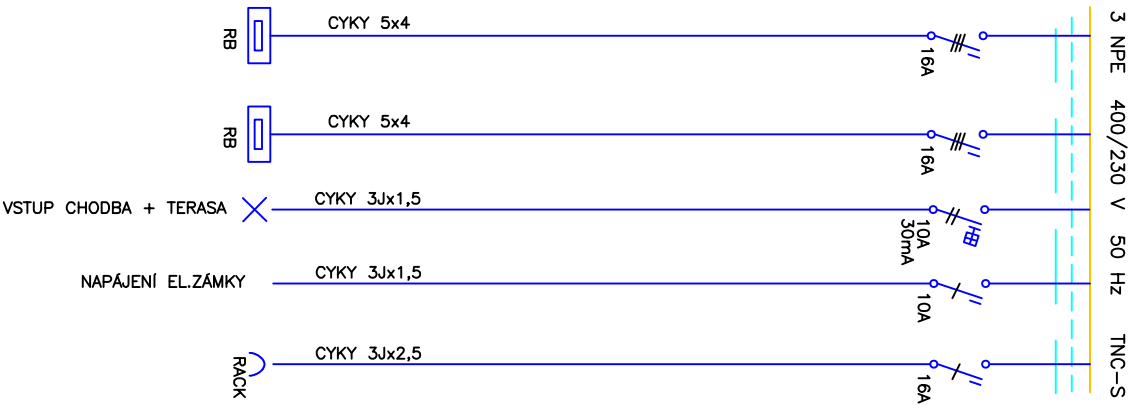 RB
CYKY 5x4
16A
RB
CYKY 5x4
16A
VSTUP CHODBA + TERASA
CYKY 3Jx1,5
10A
30mA
NAPÁJENÍ EL.ZÁMKY
CYKY 3Jx1,5
10A
RACK
CYKY 3Jx2,5
16A
3 NPE 400/230 V 50 Hz TNC-S